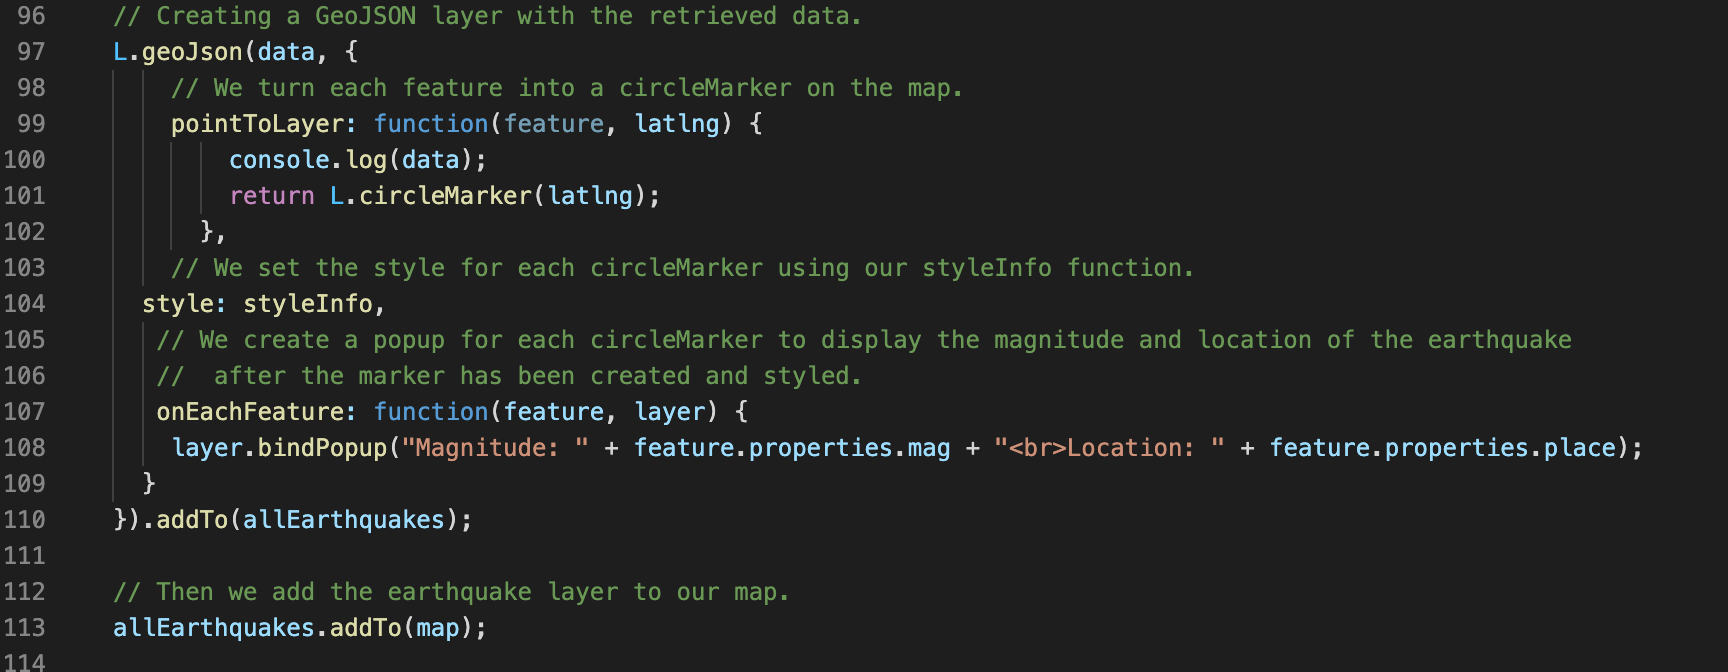 96 // Creating a GeoJSON layer with the retrieved data.
97 L.geoJson(data, {
98 // We turn each feature into a circleMarker on the map.
99 pointToLayer: function(feature, latlng) {
100 console.log(data);
101 return L.circleMarker(latlng);
102 },
103 // We set the style for each circleMarker using our styleInfo function.
104 style: styleInfo,
105 // We create a popup for each circleMarker to display the magnitude and location of the earthquake
106 //  after the marker has been created and styled.
107 onEachFeature: function(feature, layer) {
108 layer.bindPopup("Magnitude: " + feature.properties.mag + "<br>Location: " + feature.properties.place);
109 }
110 }).addTo(allEarthquakes);
111
112 // Then we add the earthquake layer to our map.
113 allEarthquakes.addTo(map);
114